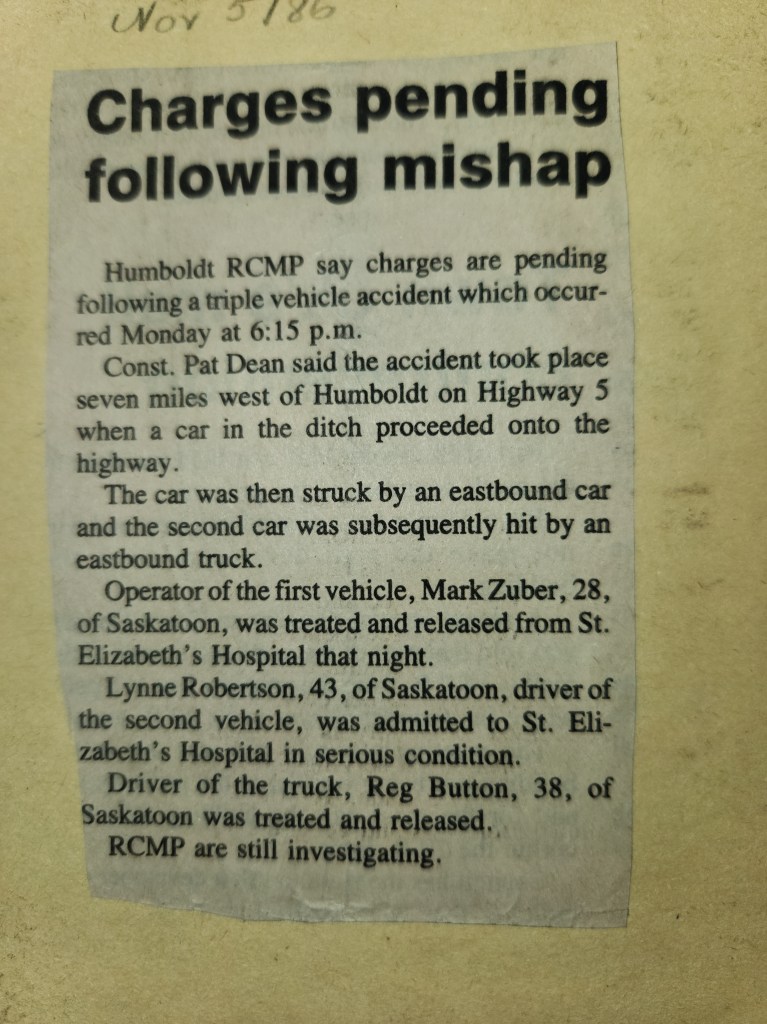 Nov 5/86
Charges pending
following mishap
Humboldt RCMP say charges are pending
following a triple vehicle accident which occur-
red Monday at 6:15 p.m.
Const. Pat Dean said the accident took place
seven miles west of Humboldt on Highway 5
when a car in the ditch proceeded onto the
highway.
The car was then struck by an eastbound car
and the second car was subsequently hit by an
eastbound truck.
Operator of the first vehicle, Mark Zuber, 28,
of Saskatoon, was treated and released from St.
Elizabeth's Hospital that night.
Lynne Robertson, 43, of Saskatoon, driver of
the second vehicle, was admitted to St. Eli-
zabeth's Hospital in serious condition.
Driver of the truck, Reg Button, 38, of
Saskatoon was treated and released.
RCMP are still investigating.